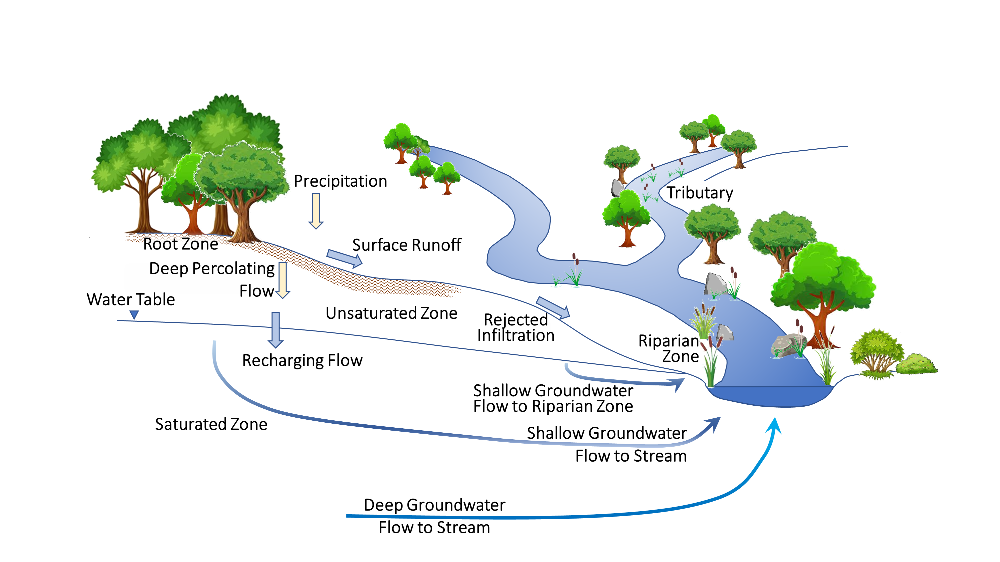 Precipitation
Tributary
Root Zone
Surface Runoff
Deep Percolating
Flow
Water Table
Unsaturated Zone
Rejected
Infiltration
Riparian
Zone
Recharging Flow
Shallow Groundwater
Flow to Riparian Zone
Saturated Zone
Shallow Groundwater
Flow to Stream
Deep Groundwater
Flow to Stream